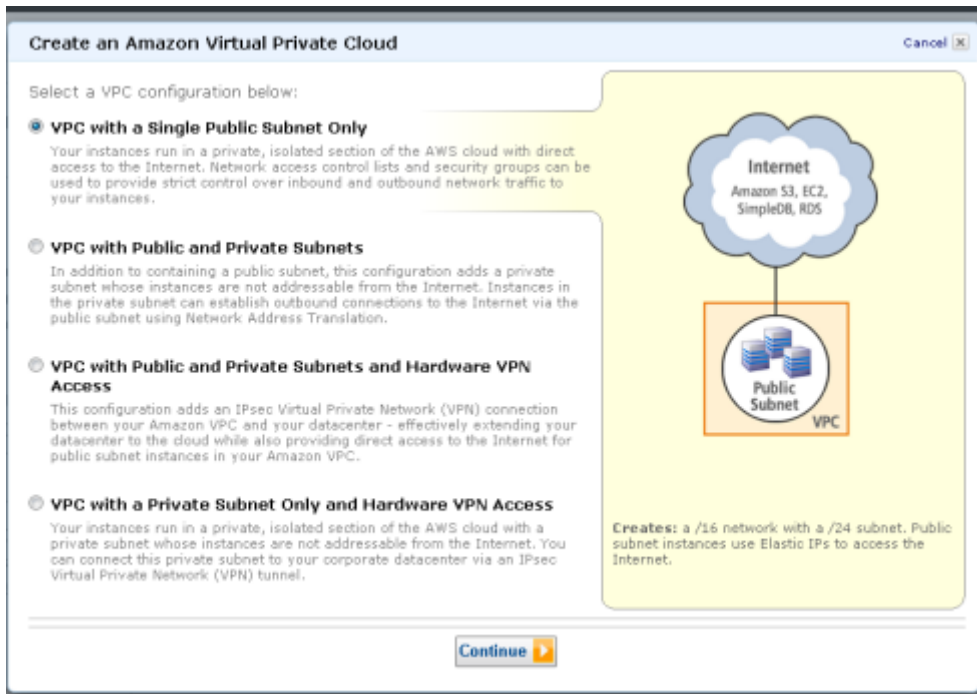 Create an Amazon Virtual Private Cloud
Cancel
Select a VPC configuration below:
VPC with a Single Public Subnet Only
Your instances run in a private, isolated section of the AWS cloud with direct
access to the Internet. Network access control lists and security groups can be
used to provide strict control over inbound and outbound network traffic to
your instances.
VPC with Public and Private Subnets
In addition to containing a public subnet, this configuration adds a private
subnet whose instances are not addressable from the Internet. Instances in
the private subnet can establish outbound connections to the Internet via the
public subnet using Network Address Translation.
VPC with Public and Private Subnets and Hardware VPN
Access
This configuration adds an IPsec Virtual Private Network (VPN) connection
between your Amazon VPC and your datacenter - effectively extending your
datacenter to the cloud while also providing direct access to the Internet for
public subnet instances in your Amazon VPC.
VPC with a Private Subnet Only and Hardware VPN Access
Your instances run in a private, isolated section of the AWS cloud with a
private subnet whose instances are not addressable from the Internet. You
can connect this private subnet to your corporate datacenter via an IPsec
Virtual Private Network (VPN) tunnel.
Internet
Amazon S3, EC2,
SimpleDB, RDS
Public
Subnet
VPC
Creates: a /16 network with a /24 subnet. Public
subnet instances use Elastic IPs to access the
Internet.
Continue